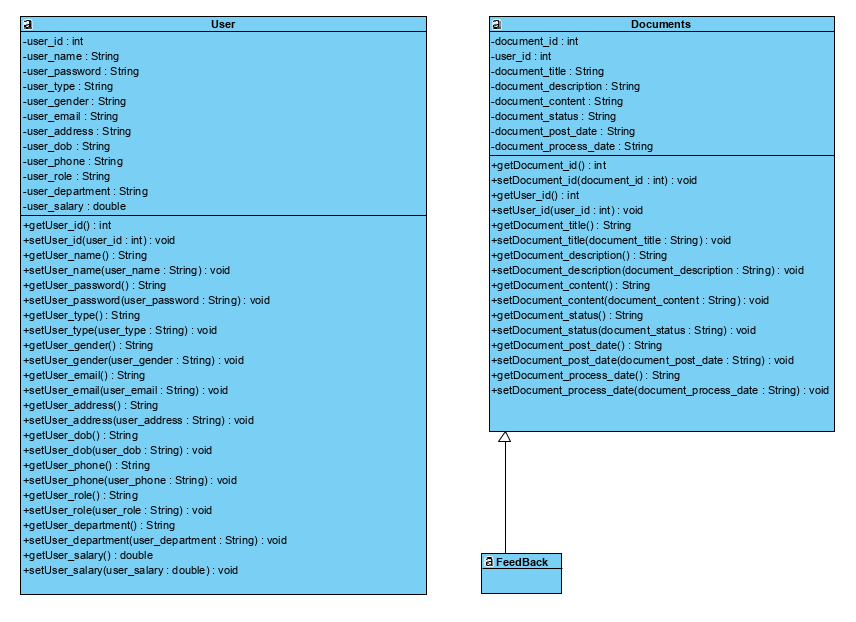 User
-user_id : int
-user_name : String
-user_password : String
-user_type : String
-user_gender : String
-user_email : String
-user_address : String
-user_dob : String
-user_phone : String
-user_role : String
-user_department : String
-user_salary : double
+getUser_id() : int
+setUser_id(user_id : int) : void
+getUser_name() : String
+setUser_name(user_name : String) : void
+getUser_password() : String
+setUser_password(user_password : String) : void
+getUser_type() : String
+setUser_type(user_type : String) : void
+getUser_gender() : String
+setUser_gender(user_gender : String) : void
+getUser_email() : String
+setUser_email(user_email : String) : void
+getUser_address() : String
+setUser_address(user_address : String) : void
+getUser_dob() : String
+setUser_dob(user_dob : String) : void
+getUser_phone() : String
+setUser_phone(user_phone : String) : void
+getUser_role() : String
+setUser_role(user_role : String) : void
+getUser_department() : String
+setUser_department(user_department : String) : void
+getUser_salary() : double
+setUser_salary(user_salary : double) : void
Documents
-document_id : int
-user_id : int
-document_title : String
-document_description : String
-document_content : String
-document_status : String
-document_post_date : String
-document_process_date : String
+getDocument_id() : int
+setDocument_id(document_id : int) : void
+getUser_id() : int
+setUser_id(user_id : int) : void
+getDocument_title() : String
+setDocument_title(document_title : String) : void
+getDocument_description() : String
+setDocument_description(document_description : String) : void
+getDocument_content() : String
+setDocument_content(document_content : String) : void
+getDocument_status() : String
+setDocument_status(document_status : String) : void
+getDocument_post_date() : String
+setDocument_post_date(document_post_date : String) : void
+getDocument_process_date() : String
+setDocument_process_date(document_process_date : String) : void
FeedBack